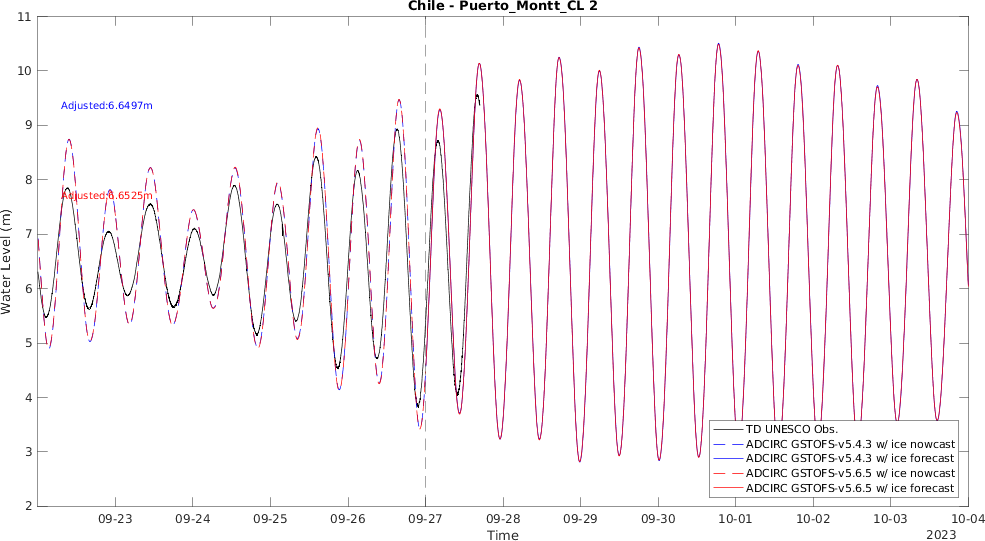 Chile - Puerto_Montt_CL 2
11
10
9
8
7
6
5
4
3
2
Water Level (m)
Adjusted:6.6497m
Adjusted:6.6525m
TD UNESCO Obs.
ADCIRC GSTOFS-v5.4.3 w/ ice nowcast
ADCIRC GSTOFS-v5.4.3 w/ ice forecast
ADCIRC GSTOFS-v5.6.5 w/ ice nowcast
ADCIRC GSTOFS-v5.6.5 w/ ice forecast
09-23 09-24 09-25 09-26 09-27 09-28 09-29 09-30 10-01 10-02 10-03 10-04
Time
2023